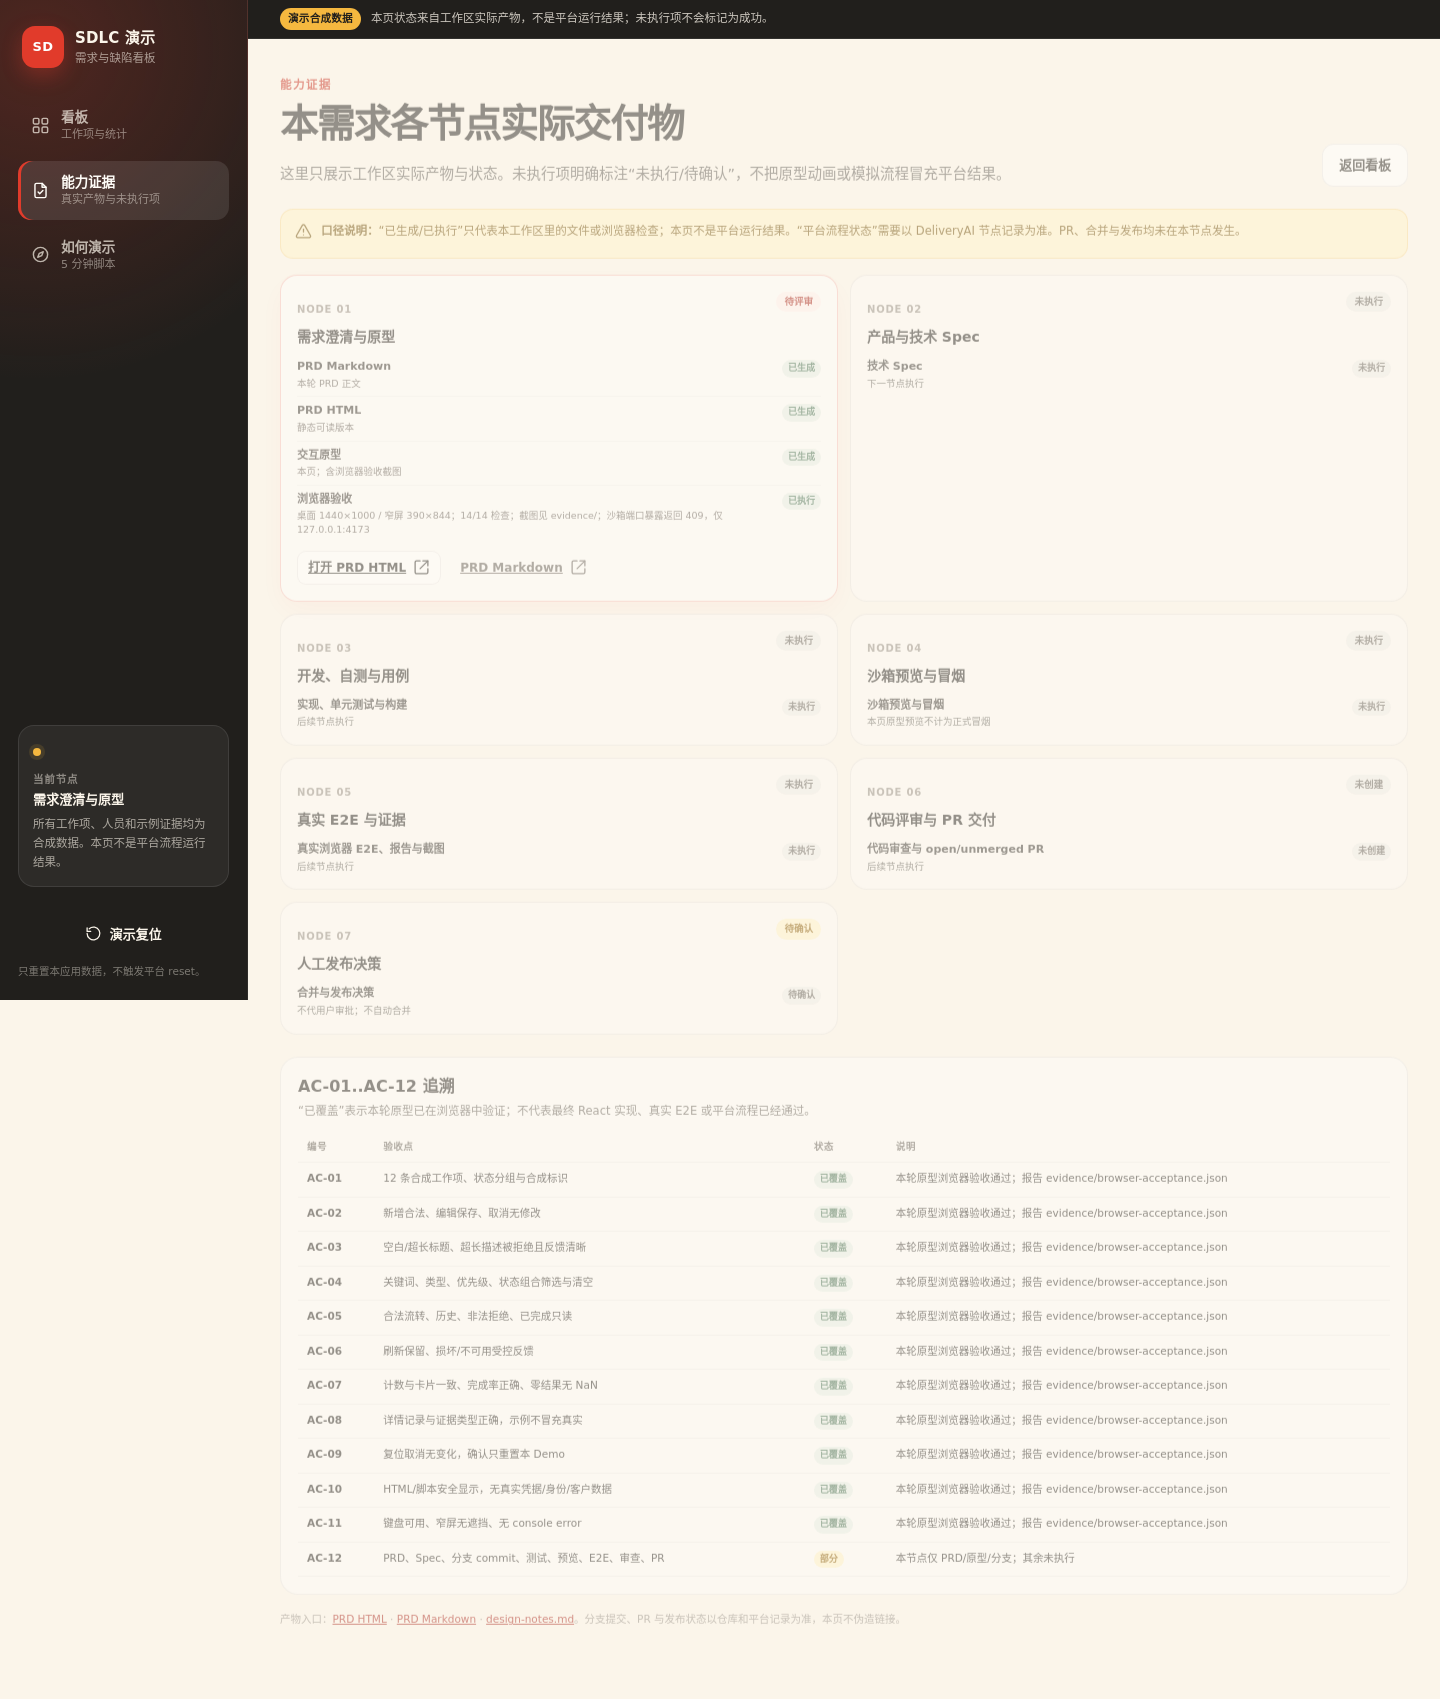 SD
SDLC 演示
需求与缺陷看板
看板
工作项与统计
能力证据
真实产物与未执行项
如何演示
5 分钟脚本
当前节点
需求澄清与原型
所有工作项、人员和示例证据均为
合成数据。本页不是平台流程运行
结果。
演示复位
只重置本应用数据，不触发平台 reset。
演示合成数据 本页状态来自工作区实际产物，不是平台运行结果；未执行项不会标记为成功。
能力证据
本需求各节点实际交付物
这里只展示工作区实际产物与状态。未执行项明确标注“未执行/待确认”，不把原型动画或模拟流程冒充平台结果。
返回看板
口径说明：“已生成/已执行”只代表本工作区里的文件或浏览器检查；本页不是平台运行结果。“平台流程状态”需要以 DeliveryAI 节点记录为准。PR、合并与发布均未在本节点发生。
NODE 01 待评审
需求澄清与原型
PRD Markdown 已生成
本轮 PRD 正文
PRD HTML 已生成
静态可读版本
交互原型 已生成
本页；含浏览器验收截图
浏览器验收 已执行
桌面 1440×1000 / 窄屏 390×844；14/14 检查；截图见 evidence/；沙箱端口暴露返回 409，仅
127.0.0.1:4173
打开 PRD HTML PRD Markdown
NODE 02 未执行
产品与技术 Spec
技术 Spec 未执行
下一节点执行
NODE 03 未执行
开发、自测与用例
实现、单元测试与构建 未执行
后续节点执行
NODE 04 未执行
沙箱预览与冒烟
沙箱预览与冒烟 未执行
本页原型预览不计为正式冒烟
NODE 05 未执行
真实 E2E 与证据
真实浏览器 E2E、报告与截图 未执行
后续节点执行
NODE 06 未创建
代码评审与 PR 交付
代码审查与 open/unmerged PR 未创建
后续节点执行
NODE 07 待确认
人工发布决策
合并与发布决策 待确认
不代用户审批；不自动合并
AC-01..AC-12 追溯
“已覆盖”表示本轮原型已在浏览器中验证；不代表最终 React 实现、真实 E2E 或平台流程已经通过。
编号 验收点 状态 说明
AC-01 12 条合成工作项、状态分组与合成标识 已覆盖 本轮原型浏览器验收通过；报告 evidence/browser-acceptance.json
AC-02 新增合法、编辑保存、取消无修改 已覆盖 本轮原型浏览器验收通过；报告 evidence/browser-acceptance.json
AC-03 空白/超长标题、超长描述被拒绝且反馈清晰 已覆盖 本轮原型浏览器验收通过；报告 evidence/browser-acceptance.json
AC-04 关键词、类型、优先级、状态组合筛选与清空 已覆盖 本轮原型浏览器验收通过；报告 evidence/browser-acceptance.json
AC-05 合法流转、历史、非法拒绝、已完成只读 已覆盖 本轮原型浏览器验收通过；报告 evidence/browser-acceptance.json
AC-06 刷新保留、损坏/不可用受控反馈 已覆盖 本轮原型浏览器验收通过；报告 evidence/browser-acceptance.json
AC-07 计数与卡片一致、完成率正确、零结果无 NaN 已覆盖 本轮原型浏览器验收通过；报告 evidence/browser-acceptance.json
AC-08 详情记录与证据类型正确，示例不冒充真实 已覆盖 本轮原型浏览器验收通过；报告 evidence/browser-acceptance.json
AC-09 复位取消无变化，确认只重置本 Demo 已覆盖 本轮原型浏览器验收通过；报告 evidence/browser-acceptance.json
AC-10 HTML/脚本安全显示，无真实凭据/身份/客户数据 已覆盖 本轮原型浏览器验收通过；报告 evidence/browser-acceptance.json
AC-11 键盘可用、窄屏无遮挡、无 console error 已覆盖 本轮原型浏览器验收通过；报告 evidence/browser-acceptance.json
AC-12 PRD、Spec、分支 commit、测试、预览、E2E、审查、PR 部分 本节点仅 PRD/原型/分支；其余未执行
产物入口：PRD HTML · PRD Markdown · design-notes.md。分支提交、PR 与发布状态以仓库和平台记录为准，本页不伪造链接。